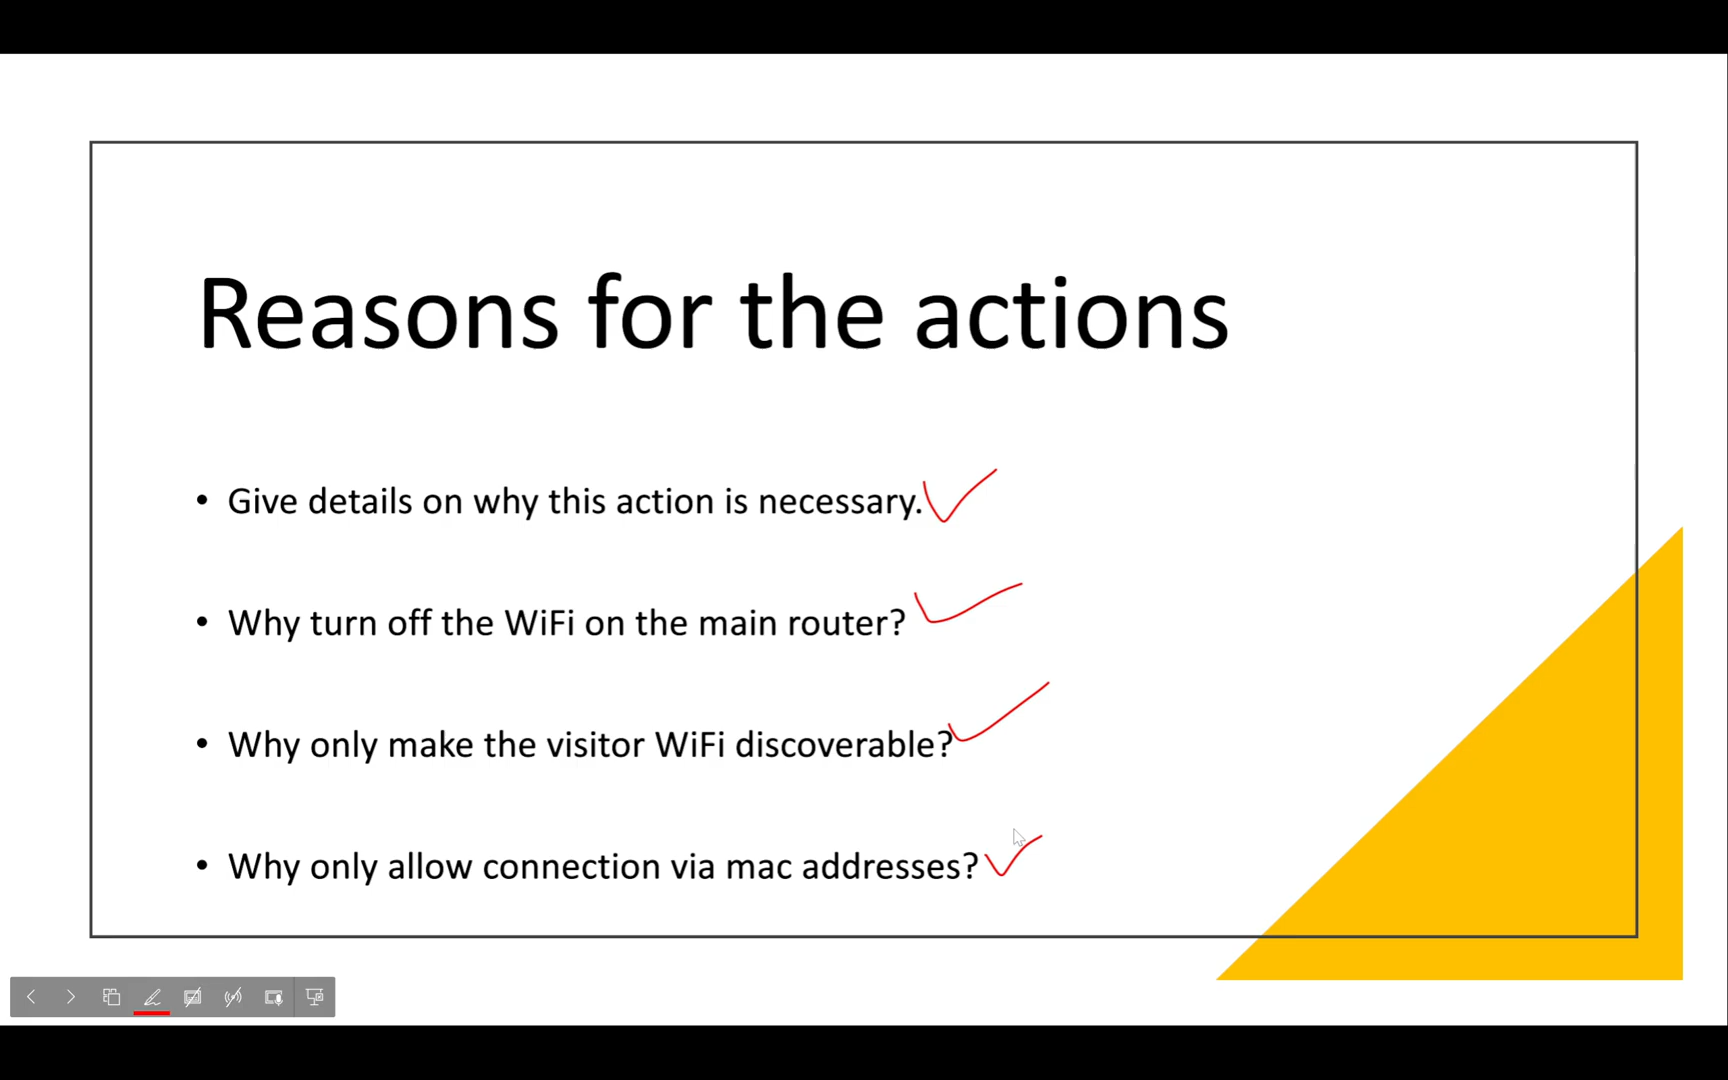 Reasons for the actions
• Give details on why this action is necessary.
• Why turn off the WiFi on the main router?
• Why only make the visitor WiFi discoverable?
• Why only allow connection via mac addresses?